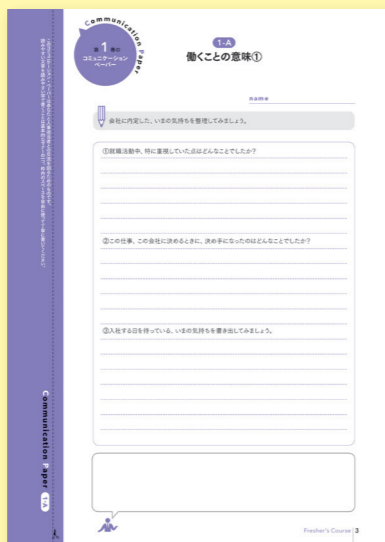 Communication Paper
第1章の
コミュニケーション
ペーパー
1-A
働くことの意味①
name
会社に内定した、いまの気持ちを整理してみましょう。
①就職活動中、特に重視していた点はどんなことでしたか？
②この仕事、この会社に決めるときに、決め手になったのはどんなことでしたか？
③入社する日を待っている、いまの気持ちを書き出してみましょう。
Communication Paper 1-A
Fresher's Course 3